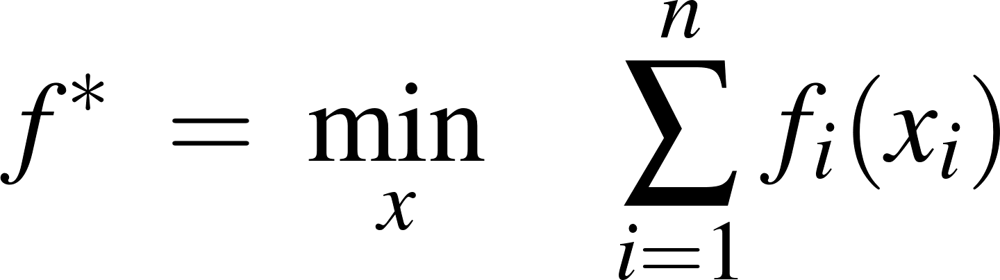 f* = min_x ∑_{i=1}^{n} f_i(x_i)